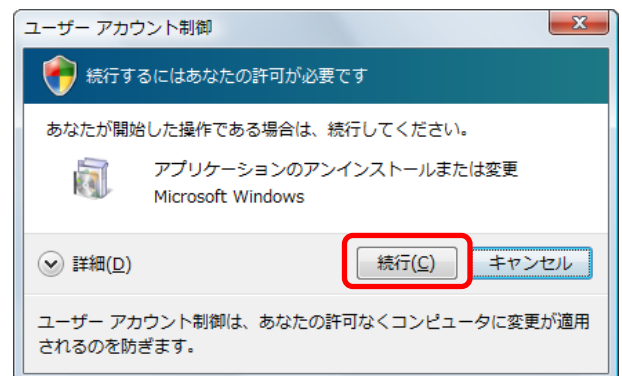 ユーザー アカウント制御
続行するにはあなたの許可が必要です
あなたが開始した操作である場合は、続行してください。
アプリケーションのアンインストールまたは変更
Microsoft Windows
詳細(D)
続行(C)
キャンセル
ユーザー アカウント制御は、あなたの許可なくコンピュータに変更が適用
されるのを防ぎます。